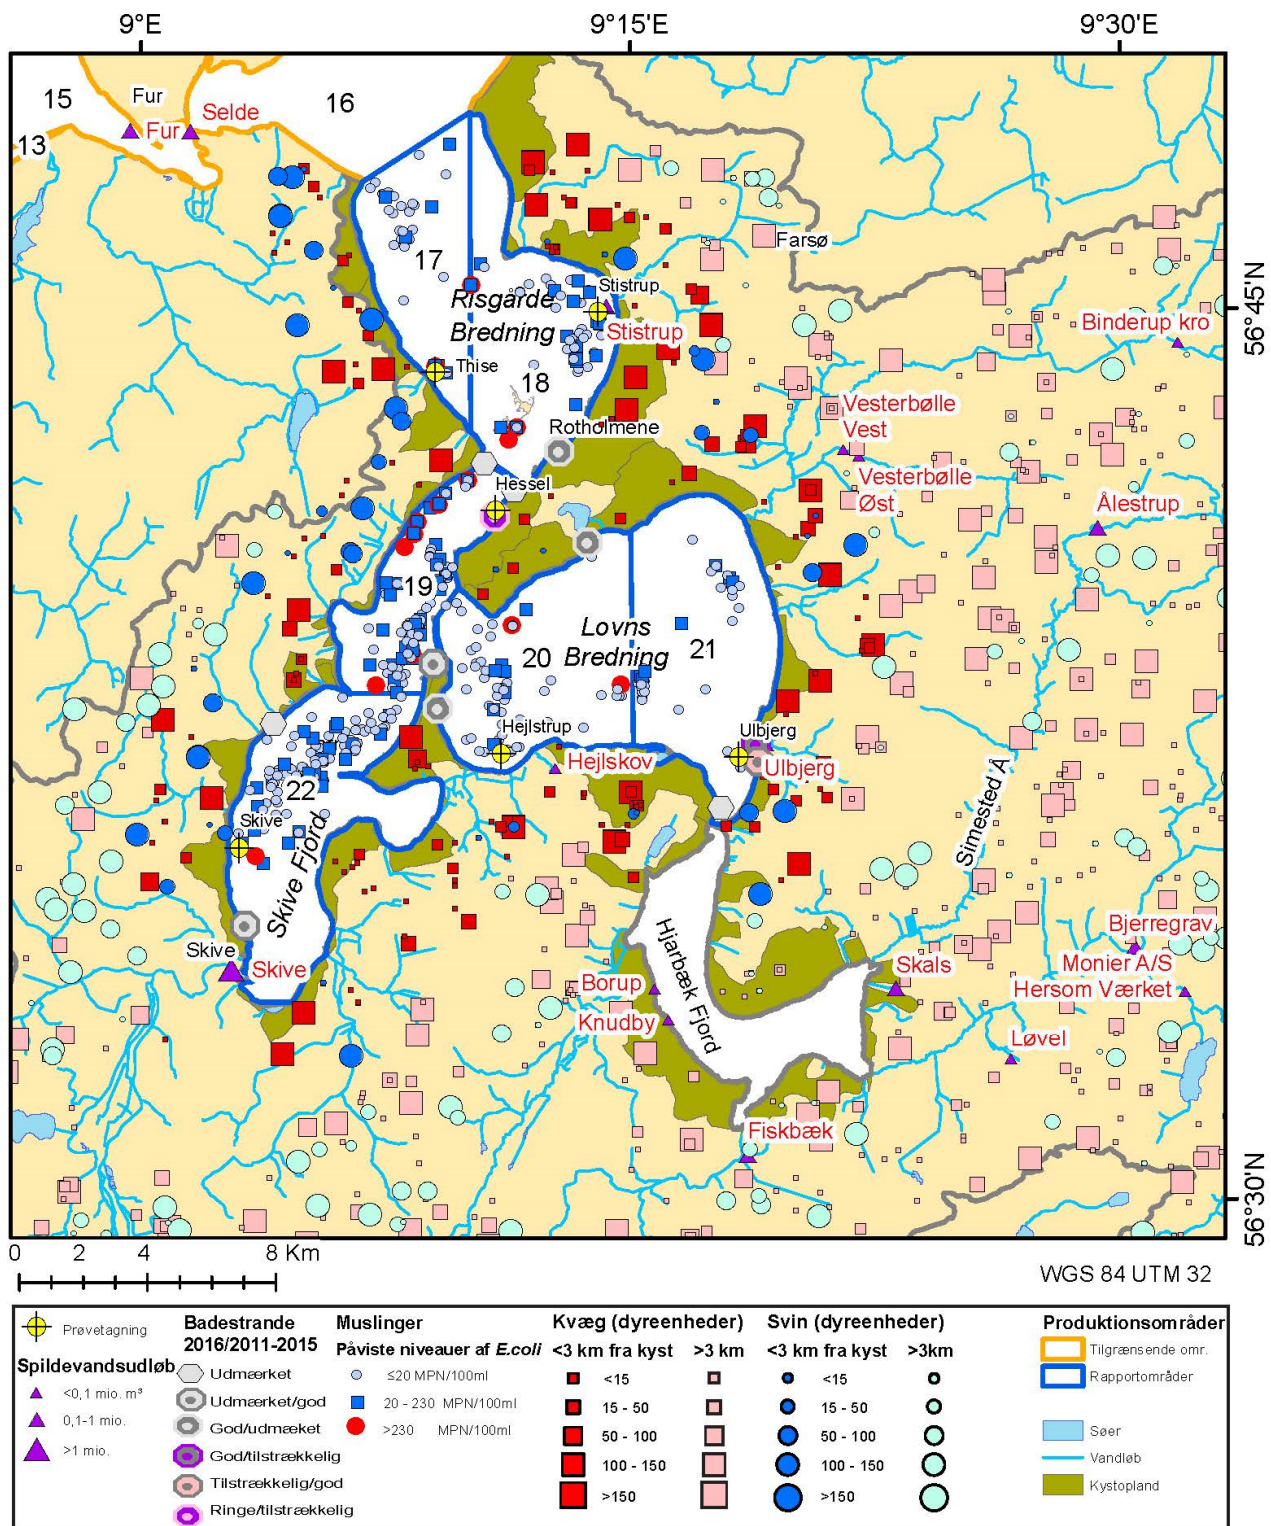 9°E 9°15'E 9°30'E
15
Fur
16
Selde
Fur
13
17
Farsø
56°45'N
Risgårde
Bredning
Stistrup
Stistrup
Binderup kro
Thise
18
Rotholmene
Vesterbølle
Vest
Vesterbølle
Øst
Hessel
Ålestrup
19
Lovns
Bredning
20
21
Hejlstrup
Ulbjerg
Hejlskov
Ulbjerg
Simested Å
22
Skive
Skive Fjord
Hjarbæk Fjord
Bjerregrav
Skive
Skive
Borup
Skals
Monier A/S
Hersom Værket
Knudby
Løvel
Fiskbæk
56°30'N
0 2 4 8 Km
WGS 84 UTM 32
Prøvetagning
Spildevandsudløb
<0,1 mio. m³
0,1-1 mio.
>1 mio.
Badestrande
2016/2011-2015
Udmærket
Udmærket/god
God/udmæket
God/tilstrækkelig
Tilstrækkelig/god
Ringe/tilstrækkelig
Muslinger
Påviste niveauer af E.coli
≤20 MPN/100ml
20 - 230 MPN/100ml
>230 MPN/100ml
Kvæg (dyreenheder)
<3 km fra kyst >3 km
<15
15 - 50
50 - 100
100 - 150
>150
Svin (dyreenheder)
<3 km fra kyst >3km
<15
15 - 50
50 - 100
100 - 150
>150
Produktionsområder
Tilgrænsende omr.
Rapportområder
Søer
Vandløb
Kystopland